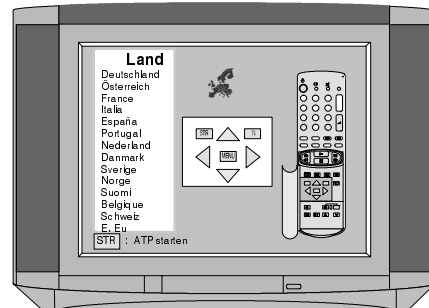 Land
Deutschland
Österreich
France
Italia
España
Portugal
Nederland
Danmark
Sverige
Norge
Suomi
Belgique
Schweiz
E. Eu
STR N
MENU
STR : ATP starten